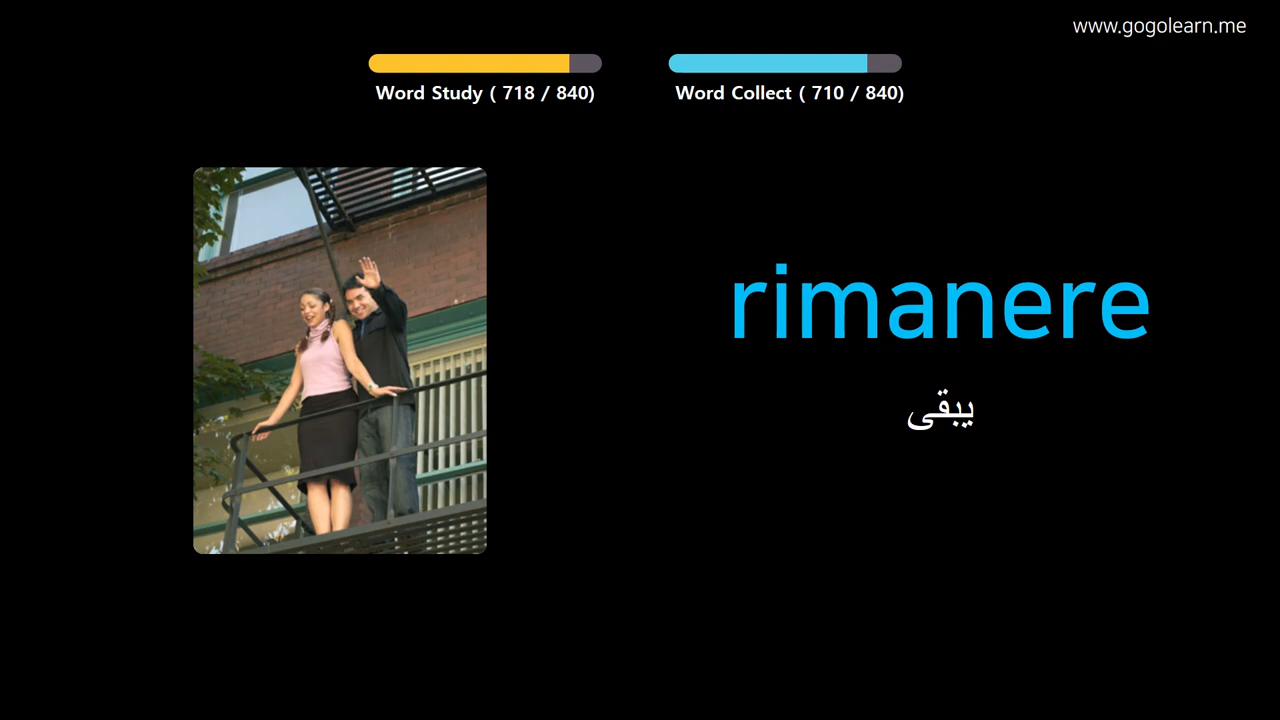 www.gogolearn.me
Word Study ( 718 / 840)
Word Collect ( 710 / 840)
rimanere
يبقى